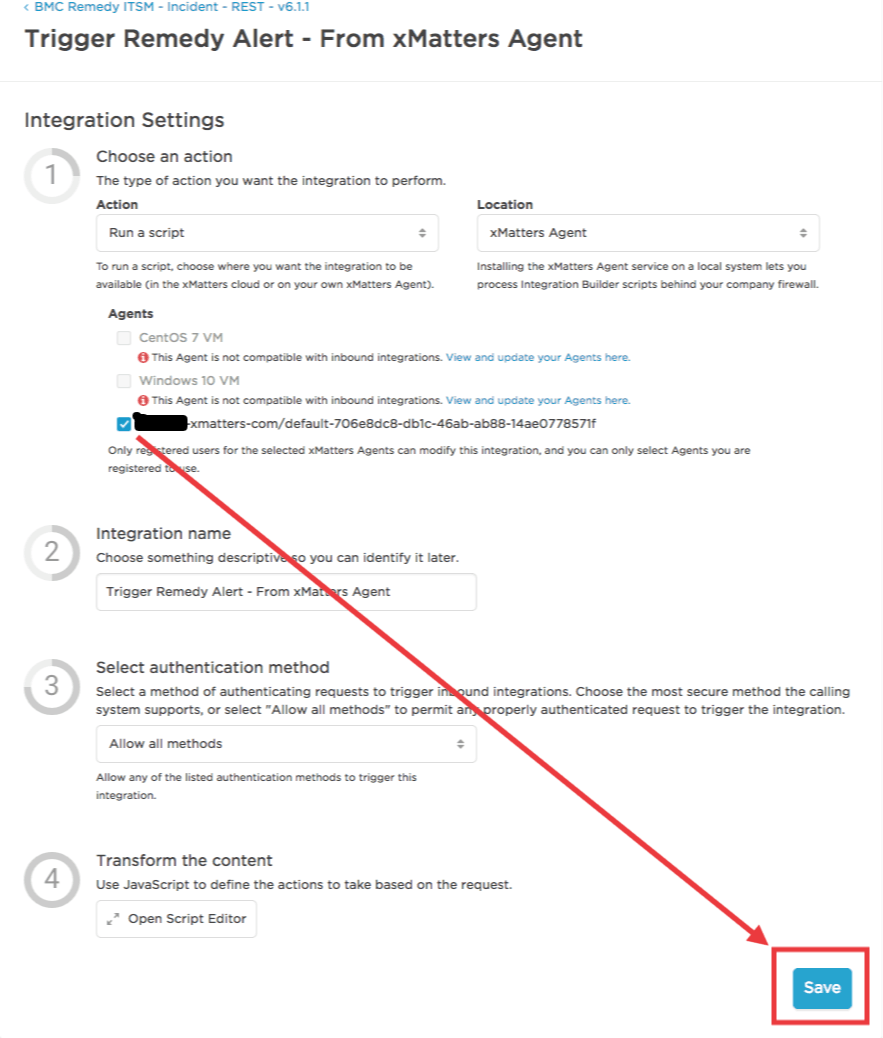 < BMC Remedy ITSM - Incident - REST - v6.1.1
Trigger Remedy Alert - From xMatters Agent
Integration Settings
1
Choose an action
The type of action you want the integration to perform.
Action
Location
Run a script
xMatters Agent
To run a script, choose where you want the integration to be
available (in the xMatters cloud or on your own xMatters Agent).
Installing the xMatters Agent service on a local system lets you
process Integration Builder scripts behind your company firewall.
Agents
CentOS 7 VM
This Agent is not compatible with inbound integrations. View and update your Agents here.
Windows 10 VM
This Agent is not compatible with inbound integrations. View and update your Agents here.
-xmatters-com/default-706e8dc8-db1c-46ab-ab88-14ae0778571f
Only registered users for the selected xMatters Agents can modify this integration, and you can only select Agents you are
registered to use.
2
Integration name
Choose something descriptive so you can identify it later.
Trigger Remedy Alert - From xMatters Agent
3
Select authentication method
Select a method of authenticating requests to trigger inbound integrations. Choose the most secure method the calling
system supports, or select "Allow all methods" to permit any properly authenticated request to trigger the integration.
Allow all methods
Allow any of the listed authentication methods to trigger this
integration.
4
Transform the content
Use JavaScript to define the actions to take based on the request.
Open Script Editor
Save